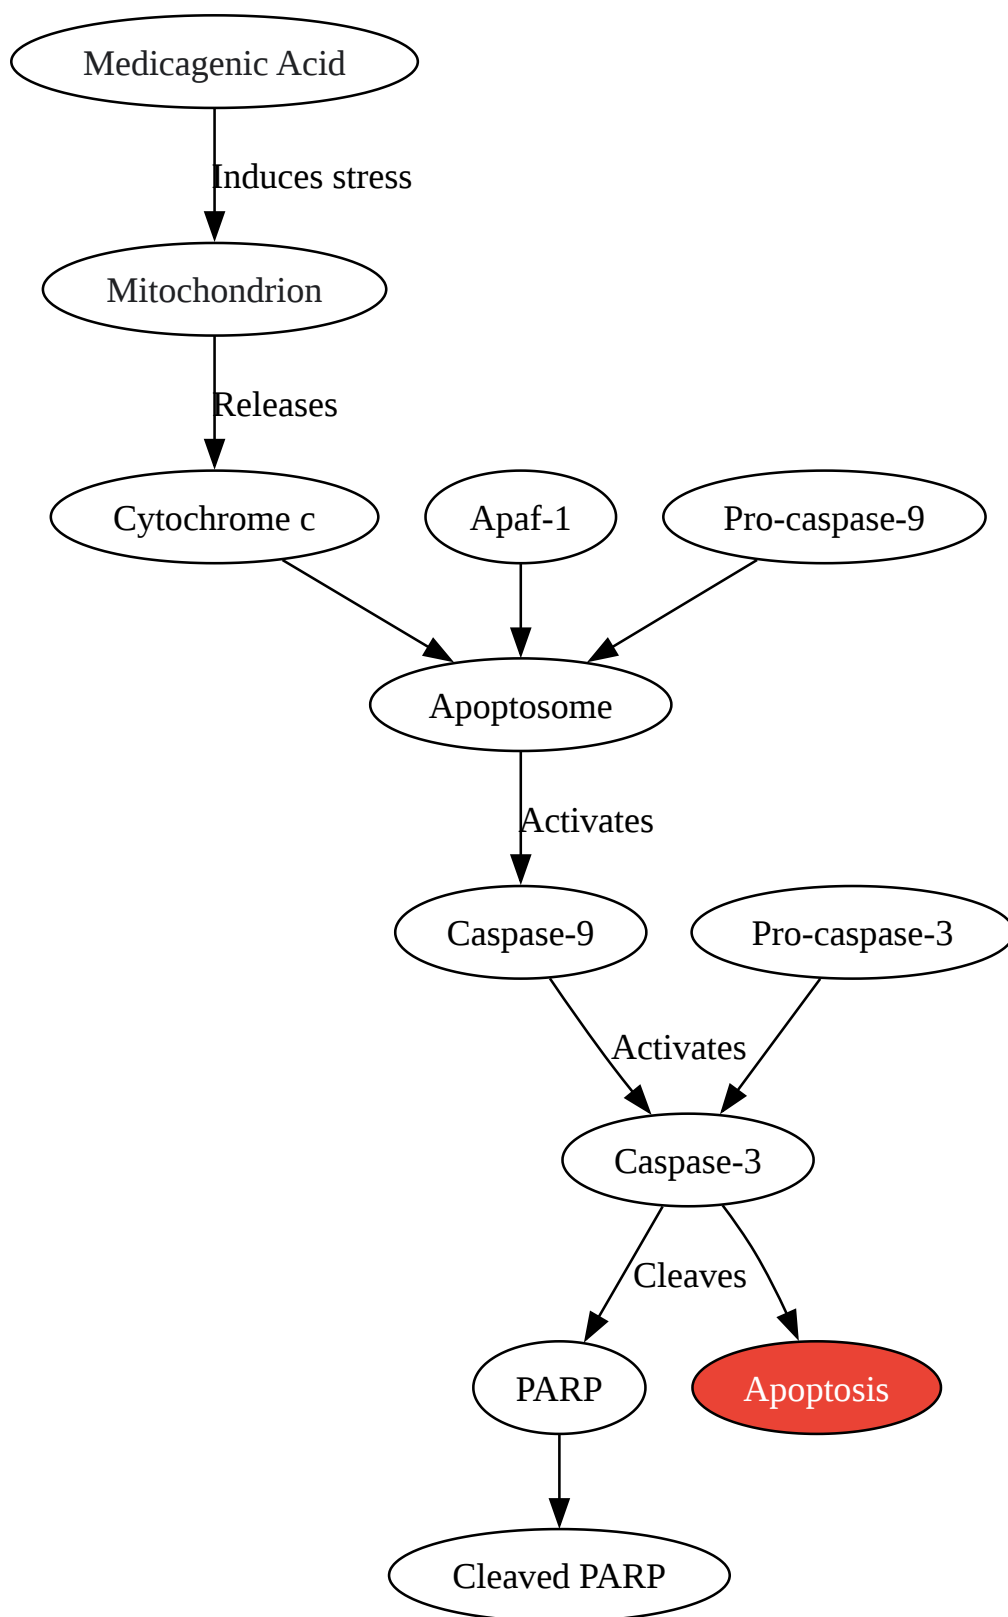 Medicagenic Acid
Induces stress
Mitochondrion
Releases
Cytochrome c
Apaf-1
Pro-caspase-9
Apoptosome
Activates
Caspase-9
Pro-caspase-3
Activates
Caspase-3
Cleaves
PARP
Apoptosis
Cleaved PARP